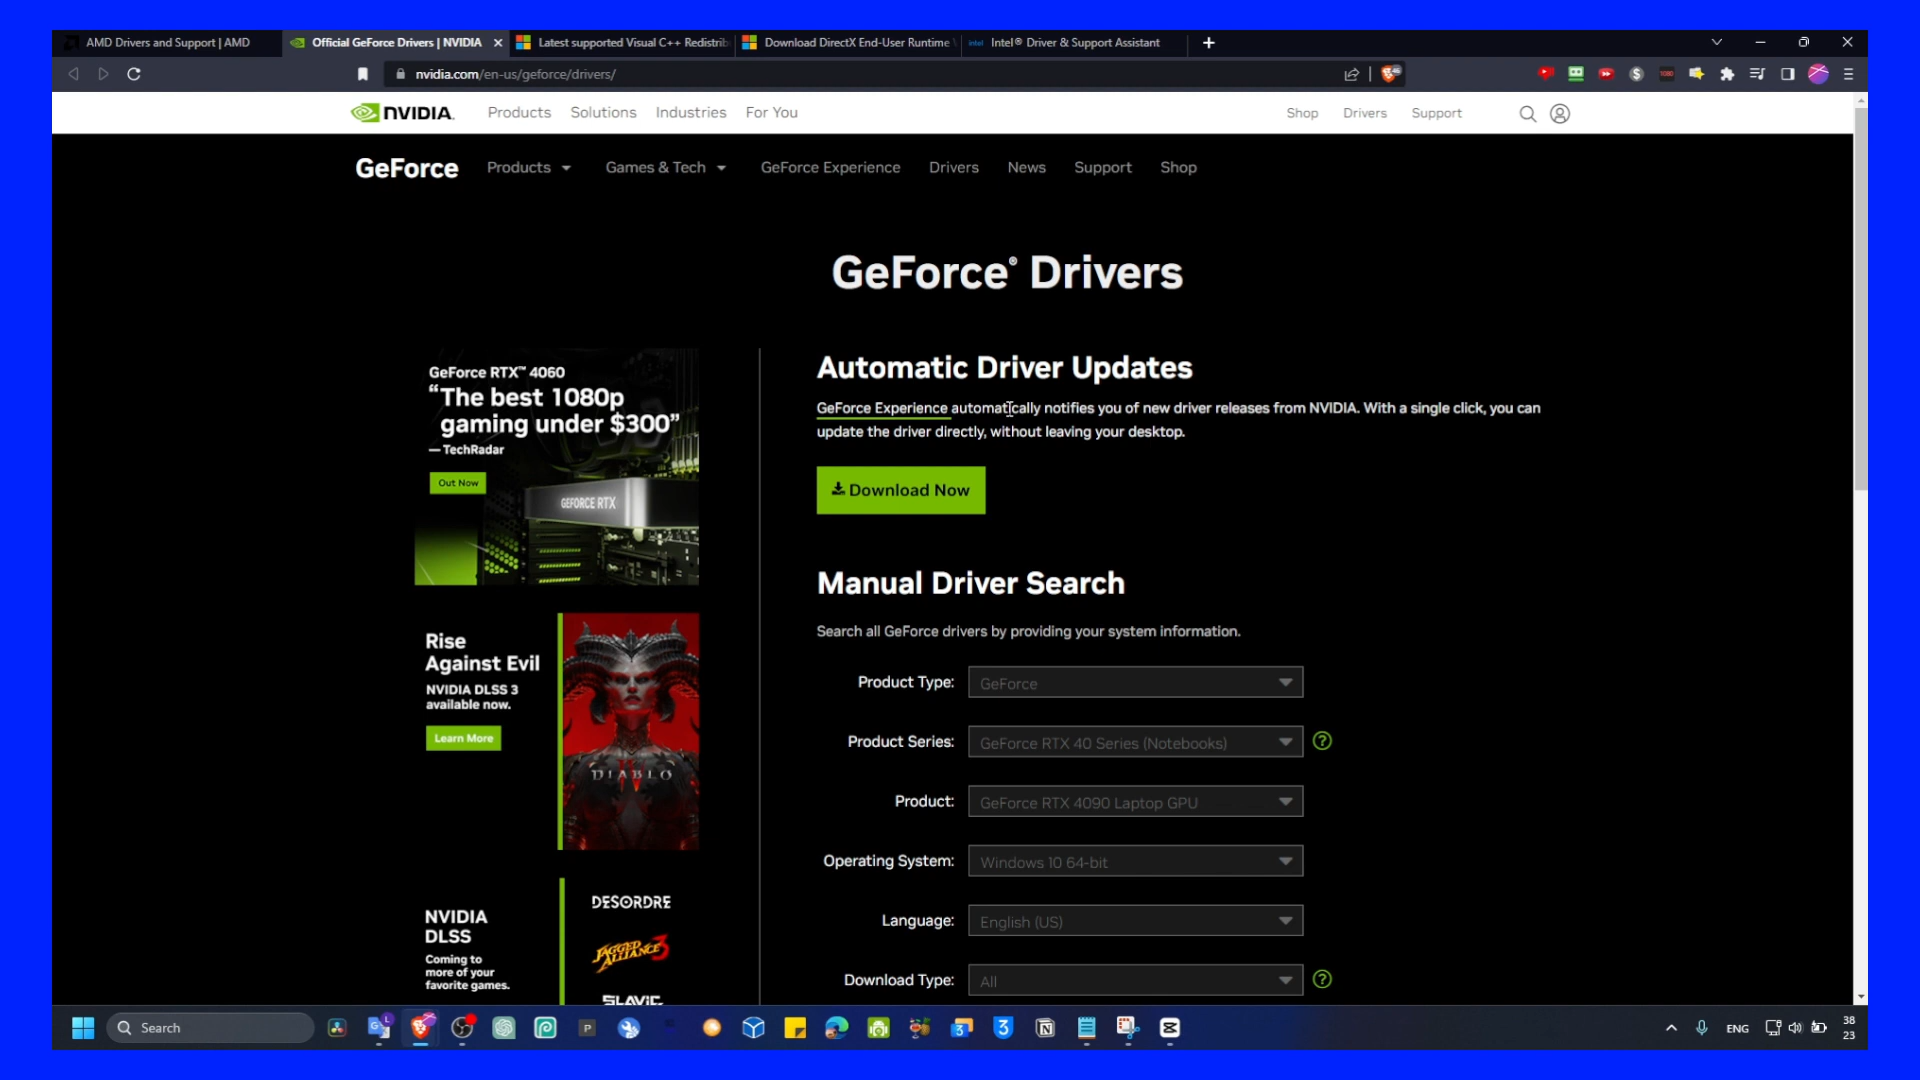 AMD Drivers and Support | AMD
Official GeForce Drivers | NVIDIA
Latest supported Visual C++ Redistrib
Download DirectX End-User Runtime
intel Intel® Driver & Support Assistant
nvidia.com/en-us/geforce/drivers/
NVIDIA.
Products
Solutions
Industries
For You
Shop
Drivers
Support
GeForce
Products
Games & Tech
GeForce Experience
Drivers
News
Support
Shop
GeForce® Drivers
GeForce RTX™ 4060
“The best 1080p
gaming under $300”
— TechRadar
Out Now
GEFORCE RTX
Rise
Against Evil
NVIDIA DLSS 3
available now.
Learn More
DIABLO
IV
NVIDIA
DLSS
Coming to
more of your
favorite games.
DESORDRE
JAGGED
ALLIANCE 3
SLAVIC
Automatic Driver Updates
GeForce Experience automatically notifies you of new driver releases from NVIDIA. With a single click, you can
update the driver directly, without leaving your desktop.
Download Now
Manual Driver Search
Search all GeForce drivers by providing your system information.
Product Type: GeForce
Product Series: GeForce RTX 40 Series (Notebooks) ?
Product: GeForce RTX 4090 Laptop GPU
Operating System: Windows 10 64-bit
Language: English (US)
Download Type: All ?
Search
ENG
38
23